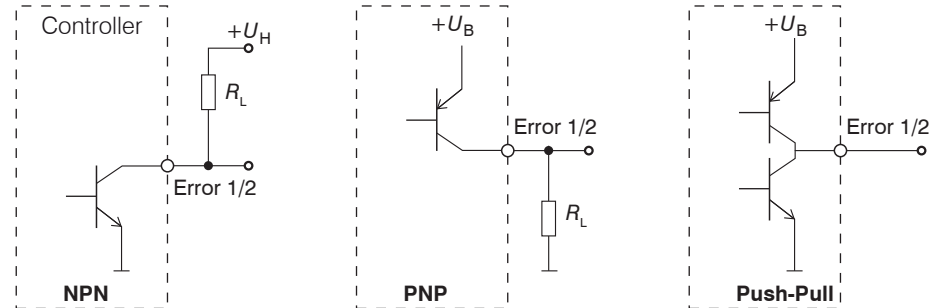 Controller
+U_H
R_L
Error 1/2
NPN
+U_B
Error 1/2
R_L
PNP
+U_B
Error 1/2
Push-Pull